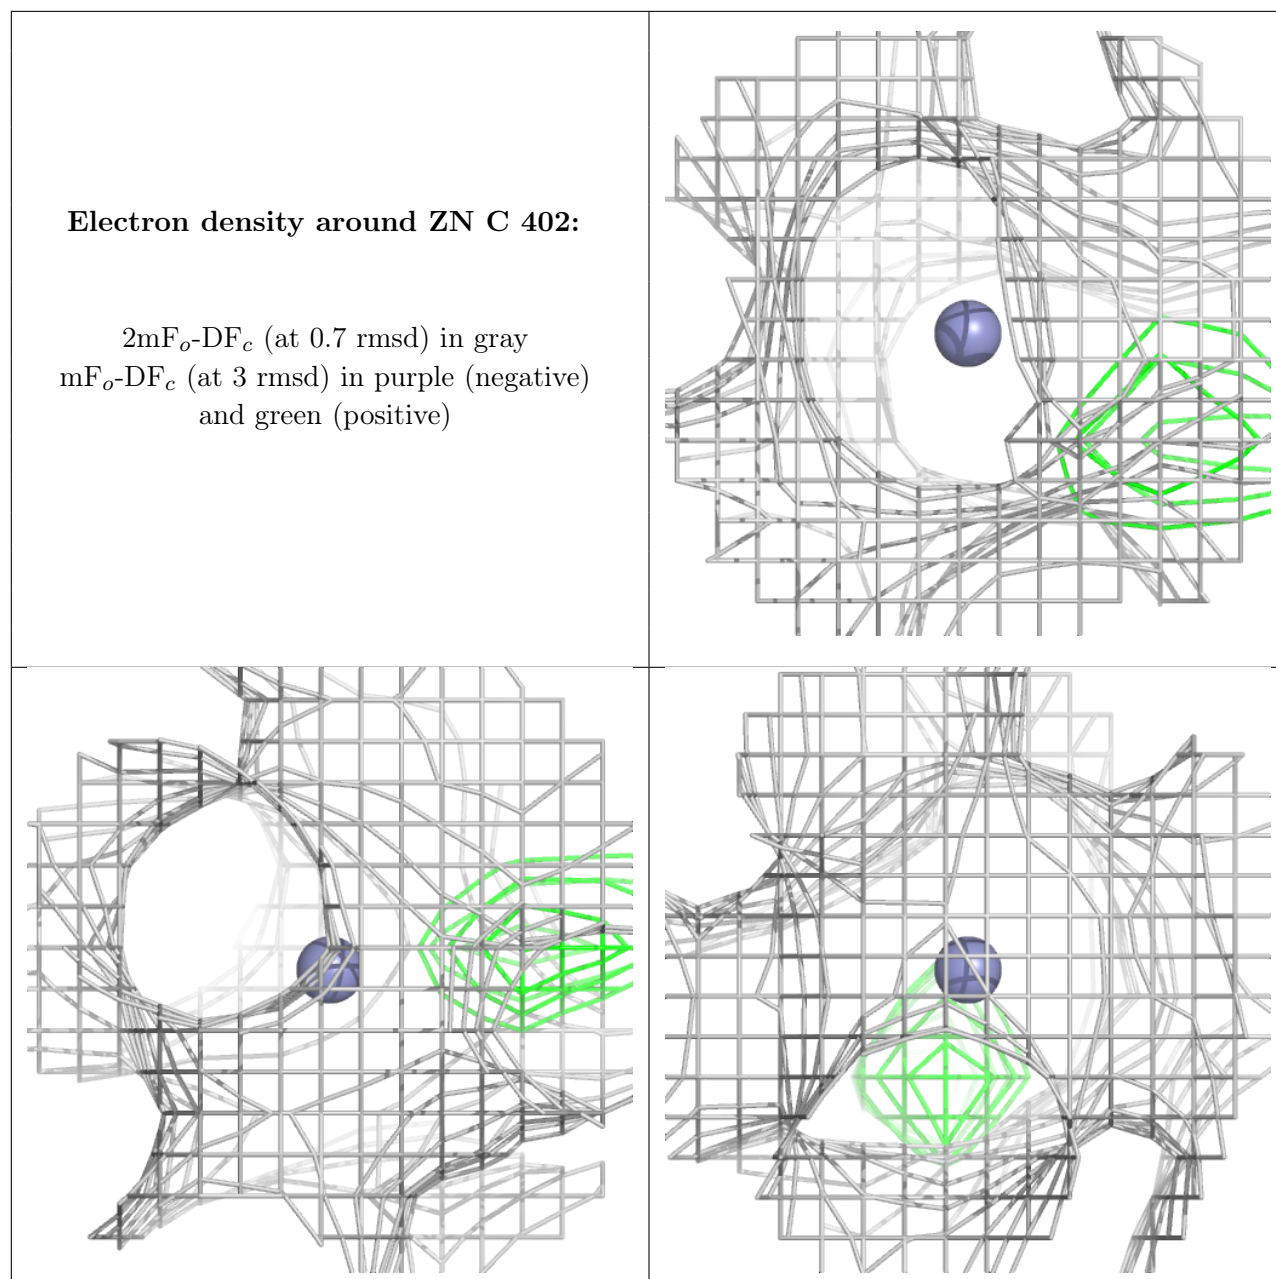 Electron density around ZN C 402:
2mFo-DFc (at 0.7 rmsd) in gray
mFo-DFc (at 3 rmsd) in purple (negative)
and green (positive)